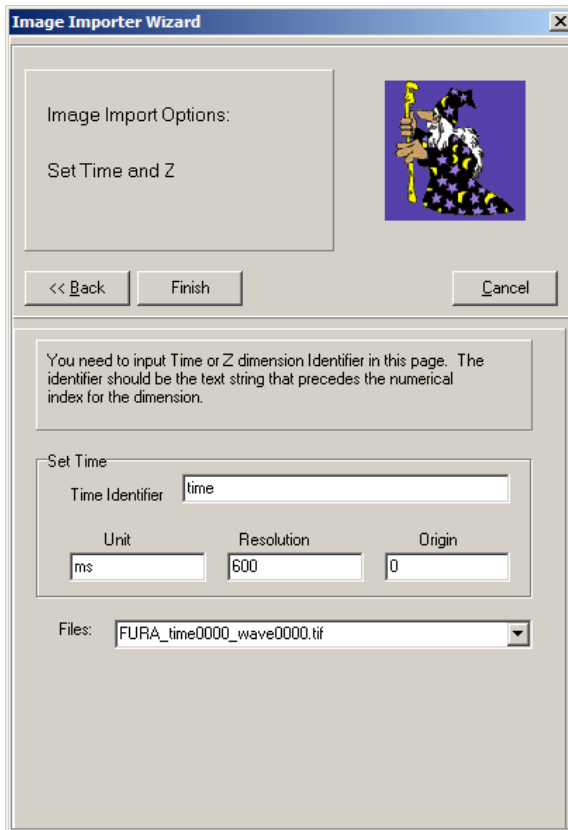 Image Importer Wizard
Image Import Options:
Set Time and Z
<< Back
Finish
Cancel
You need to input Time or Z dimension Identifier in this page. The
identifier should be the text string that precedes the numerical
index for the dimension.
Set Time
Time Identifier
time
Unit
Resolution
Origin
ms
600
0
Files:
FURA_time0000_wave0000.tif